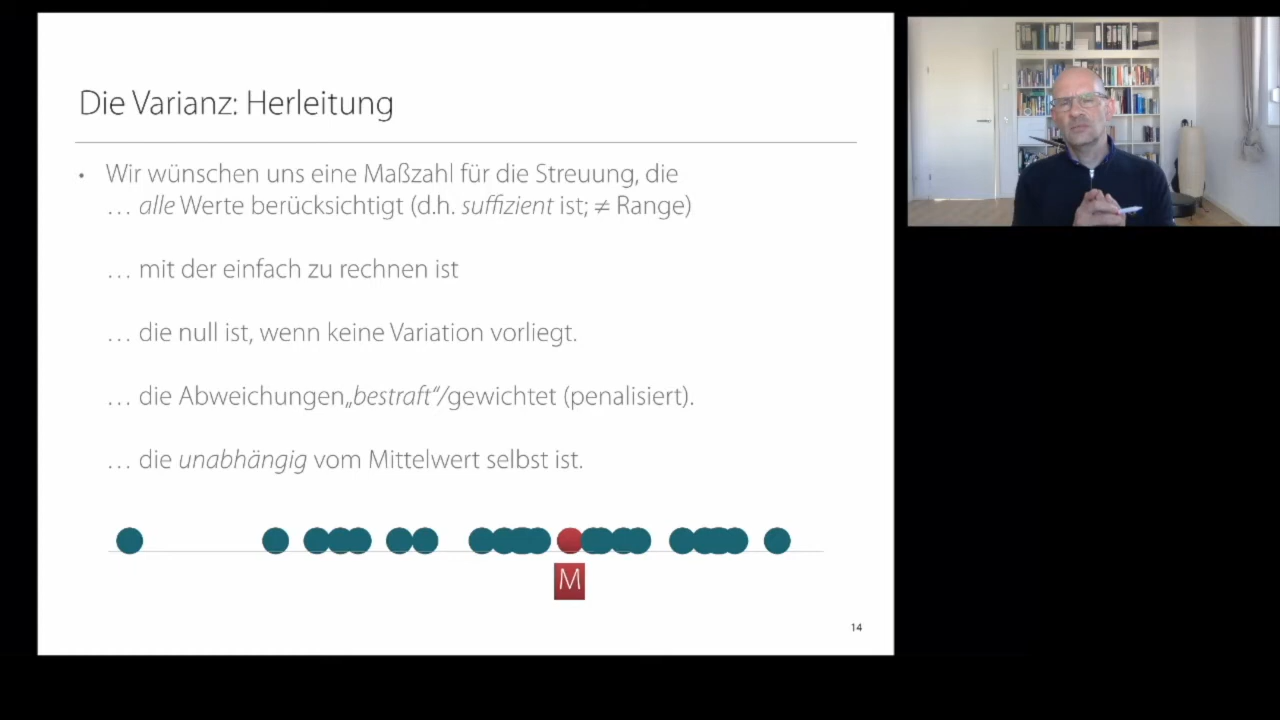 Die Varianz: Herleitung
• Wir wünschen uns eine Maßzahl für die Streuung, die
… alle Werte berücksichtigt (d.h. suffizient ist; ≠ Range)
… mit der einfach zu rechnen ist
… die null ist, wenn keine Variation vorliegt.
… die Abweichungen„bestraft“/gewichtet (penalisiert).
… die unabhängig vom Mittelwert selbst ist.
M
14